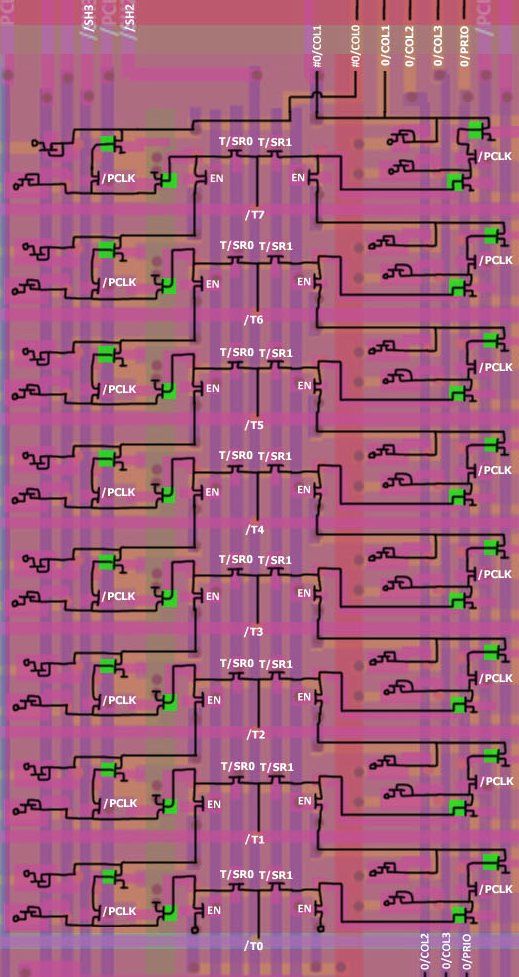 /SH3
/SH2
/PCL
/PCL
#0/COL1
#0/COL0
0/COL1
0/COL2
0/COL3
0/PRIO
T/SR0 T/SR1
/PCLK
/PCLK
EN
EN
/T7
T/SR0 T/SR1
/PCLK
/PCLK
EN
EN
/T6
T/SR0 T/SR1
/PCLK
/PCLK
EN
EN
/T5
T/SR0 T/SR1
/PCLK
/PCLK
EN
EN
/T4
T/SR0 T/SR1
/PCLK
/PCLK
EN
EN
/T3
T/SR0 T/SR1
/PCLK
/PCLK
EN
EN
/T2
T/SR0 T/SR1
/PCLK
/PCLK
EN
EN
/T1
T/SR0 T/SR1
/PCLK
/PCLK
EN
EN
/T0
0/COL2
0/COL3
0/PRIO